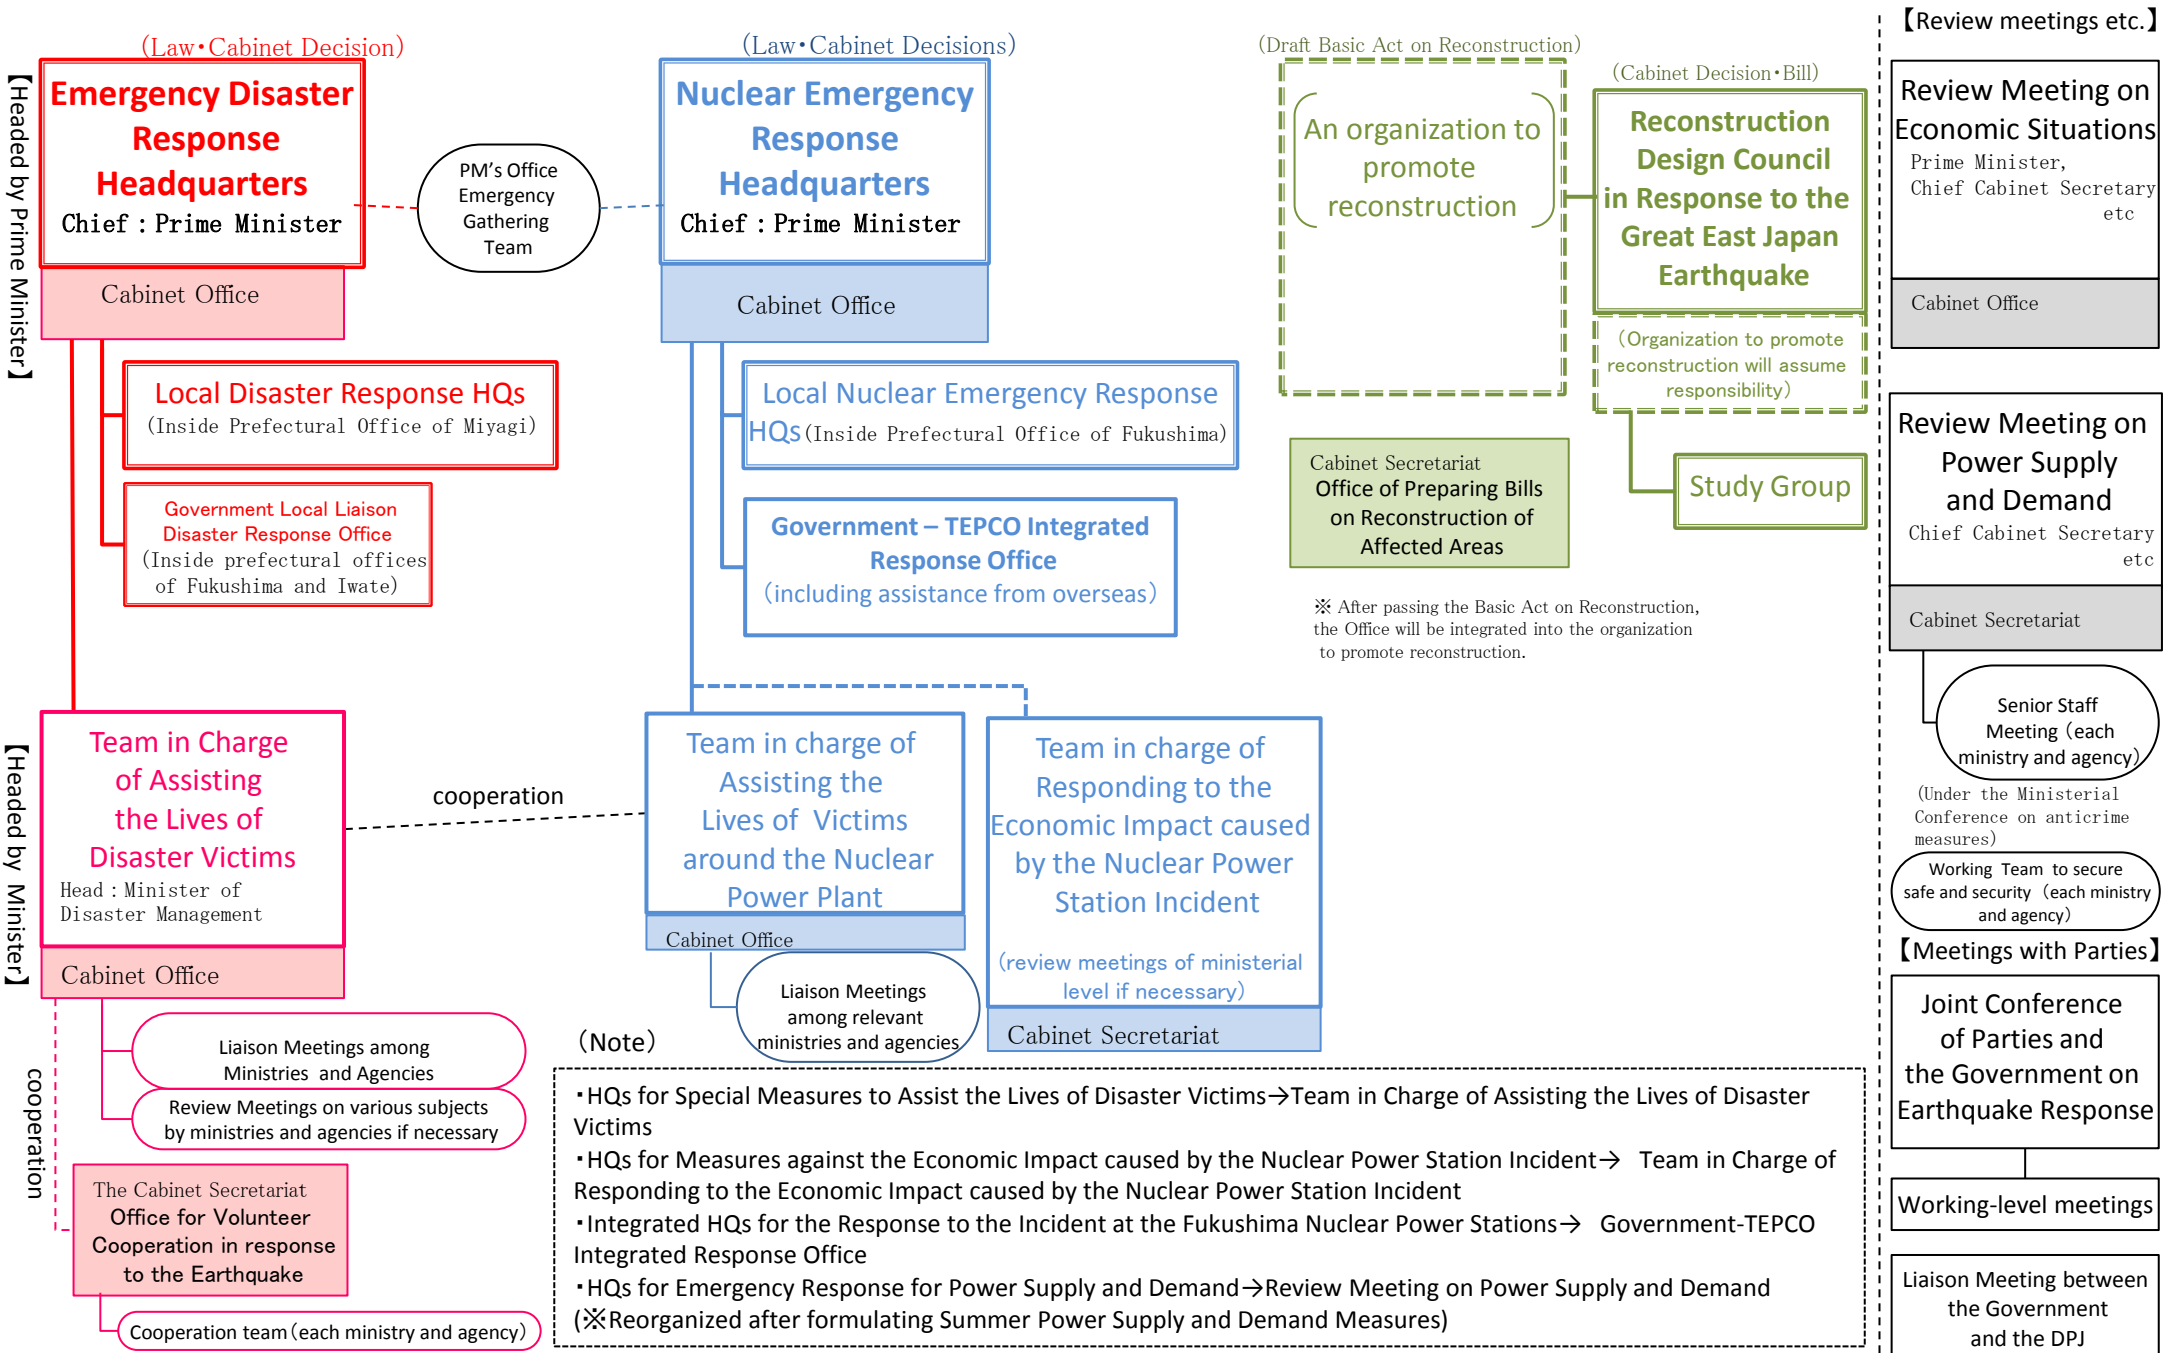 (Law・Cabinet Decision)
【Headed by Prime Minister】
Emergency Disaster
Response
Headquarters
Chief：Prime Minister
Cabinet Office
PM's Office
Emergency
Gathering
Team
(Law・Cabinet Decisions)
Nuclear Emergency
Response
Headquarters
Chief：Prime Minister
Cabinet Office
Local Disaster Response HQs
(Inside Prefectural Office of Miyagi)
Government Local Liaison
Disaster Response Office
(Inside prefectural offices
of Fukushima and Iwate)
Local Nuclear Emergency Response
HQs(Inside Prefectural Office of Fukushima)
Government – TEPCO Integrated
Response Office
（including assistance from overseas）
(Draft Basic Act on Reconstruction)
An organization to
promote
reconstruction
(Cabinet Decision・Bill)
Reconstruction
Design Council
in Response to the
Great East Japan
Earthquake
（Organization to promote
reconstruction will assume
responsibility）
Study Group
Cabinet Secretariat
Office of Preparing Bills
on Reconstruction of
Affected Areas
※ After passing the Basic Act on Reconstruction,
the Office will be integrated into the organization
to promote reconstruction.
【Headed by Minister】
Team in Charge
of Assisting
the Lives of
Disaster Victims
Head：Minister of
Disaster Management
Cabinet Office
cooperation
Team in charge of
Assisting the
Lives of Victims
around the Nuclear
Power Plant
Cabinet Office
Liaison Meetings
among relevant
ministries and agencies
Team in charge of
Responding to the
Economic Impact caused
by the Nuclear Power
Station Incident
（review meetings of ministerial
level if necessary）
Cabinet Secretariat
Liaison Meetings among
Ministries and Agencies
Review Meetings on various subjects
by ministries and agencies if necessary
cooperation
The Cabinet Secretariat
Office for Volunteer
Cooperation in response
to the Earthquake
Cooperation team（each ministry and agency）
（Note）
・HQs for Special Measures to Assist the Lives of Disaster Victims→Team in Charge of Assisting the Lives of Disaster
Victims
・HQs for Measures against the Economic Impact caused by the Nuclear Power Station Incident→ Team in Charge of
Responding to the Economic Impact caused by the Nuclear Power Station Incident
・Integrated HQs for the Response to the Incident at the Fukushima Nuclear Power Stations→ Government-TEPCO
Integrated Response Office
・HQs for Emergency Response for Power Supply and Demand→Review Meeting on Power Supply and Demand
(※Reorganized after formulating Summer Power Supply and Demand Measures)
【Review meetings etc.】
Review Meeting on
Economic Situations
Prime Minister,
Chief Cabinet Secretary
etc
Cabinet Office
Review Meeting on
Power Supply
and Demand
Chief Cabinet Secretary
etc
Cabinet Secretariat
Senior Staff
Meeting（each
ministry and agency）
(Under the Ministerial
Conference on anticrime
measures)
Working Team to secure
safe and security（each ministry
and agency）
【Meetings with Parties】
Joint Conference
of Parties and
the Government on
Earthquake Response
Working-level meetings
Liaison Meeting between
the Government
and the DPJ